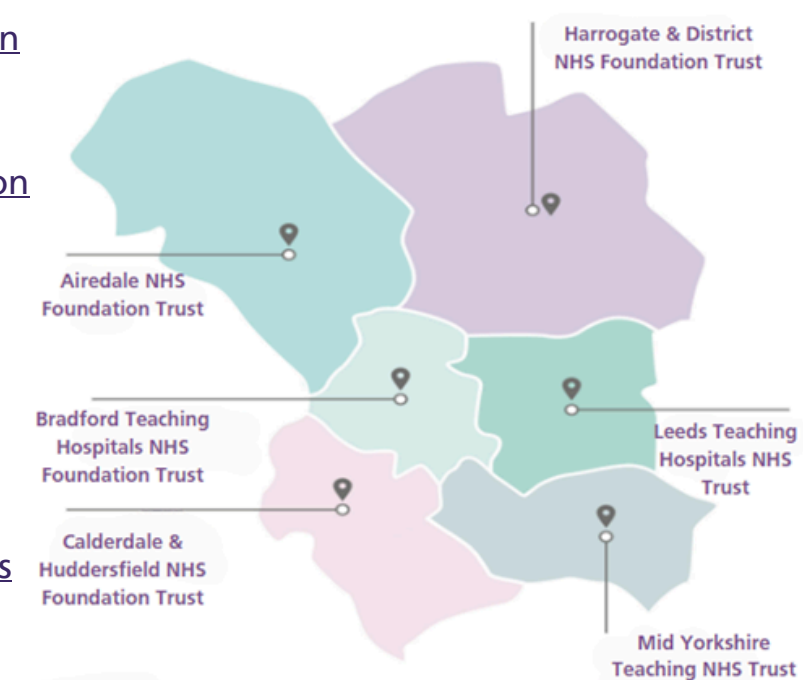 Harrogate & District
NHS Foundation Trust
Airedale NHS
Foundation Trust
Bradford Teaching
Hospitals NHS
Foundation Trust
Leeds Teaching
Hospitals NHS
Trust
Calderdale &
Huddersfield NHS
Foundation Trust
Mid Yorkshire
Teaching NHS Trust